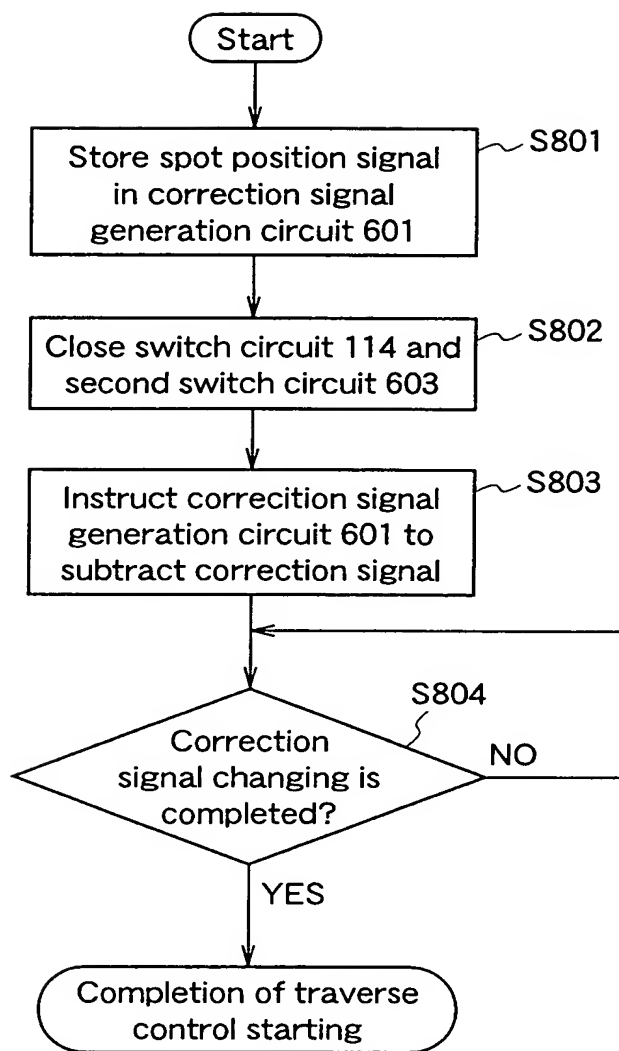 Start
S801
Store spot position signal
in correction signal
generation circuit 601
S802
Close switch circuit 114 and
second switch circuit 603
S803
Instruct correcition signal
generation circuit 601 to
subtract correction signal
S804
Correction
signal changing is
completed?
NO
YES
Completion of traverse
control starting